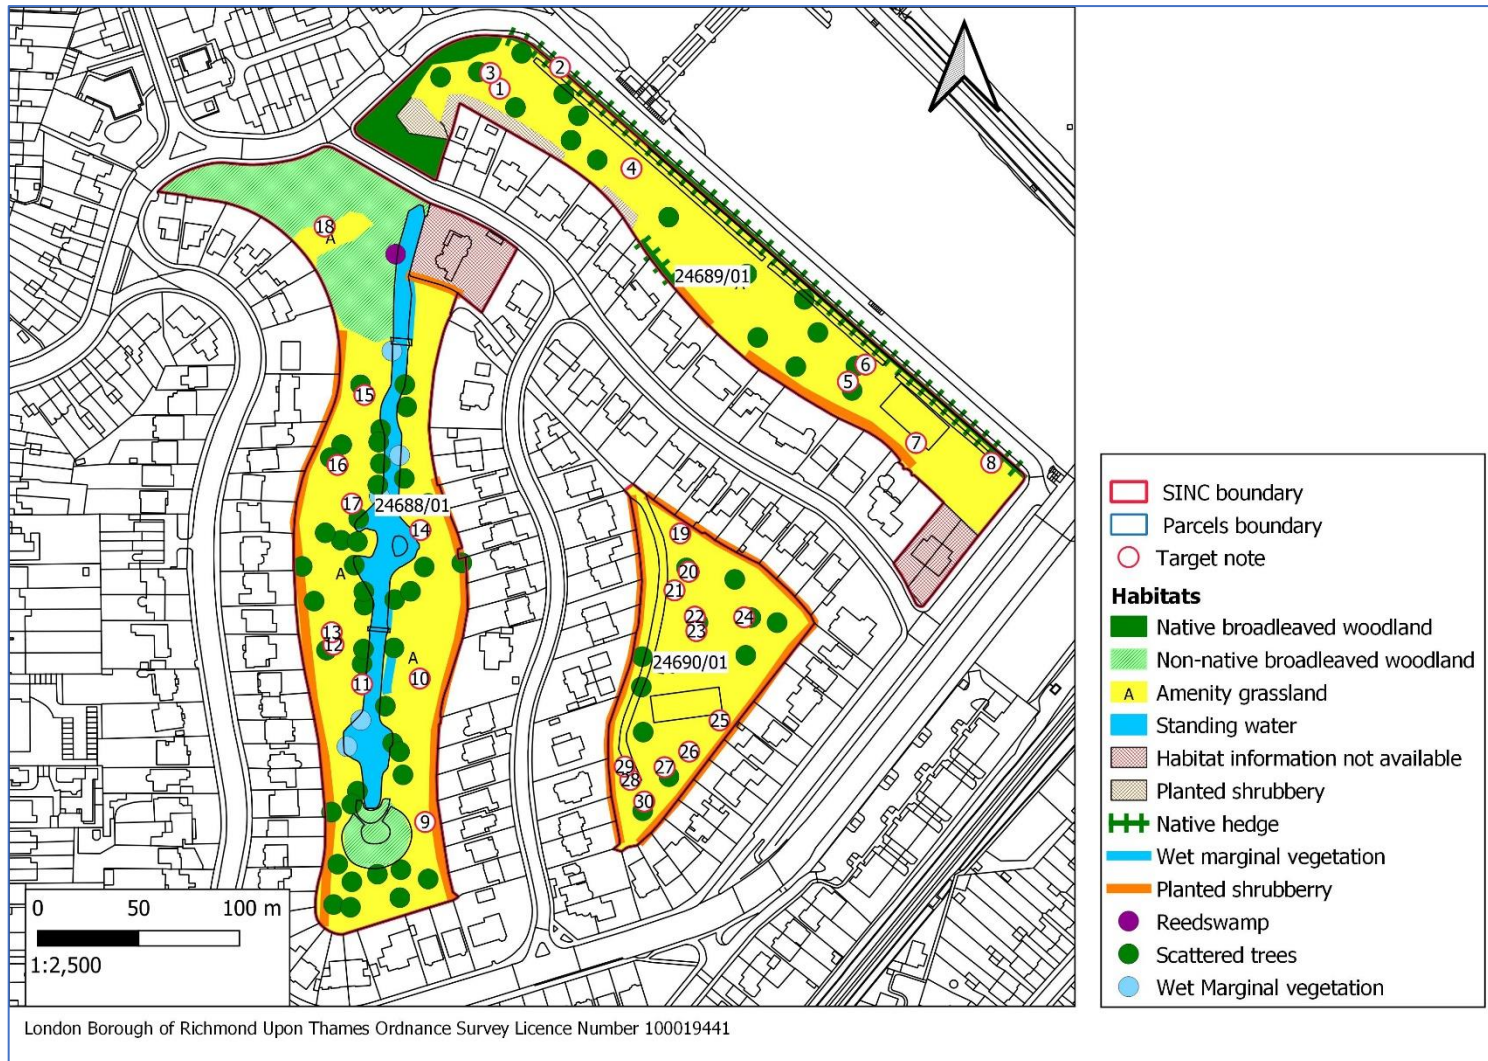 2
3
1
4
18
A
24689/01
A
6
15
5
7
16
8
17
24688/01
14
19
A
20
21
22
24
13
23
12
24690/01
A
10
11
25
26
29
27
28
30
9
0 50 100 m
1:2,500
SINC boundary
Parcels boundary
Target note
Habitats
Native broadleaved woodland
Non-native broadleaved woodland
A Amenity grassland
Standing water
Habitat information not available
Planted shrubbery
Native hedge
Wet marginal vegetation
Planted shrubbery
Reedswamp
Scattered trees
Wet Marginal vegetation
London Borough of Richmond Upon Thames Ordnance Survey Licence Number 100019441